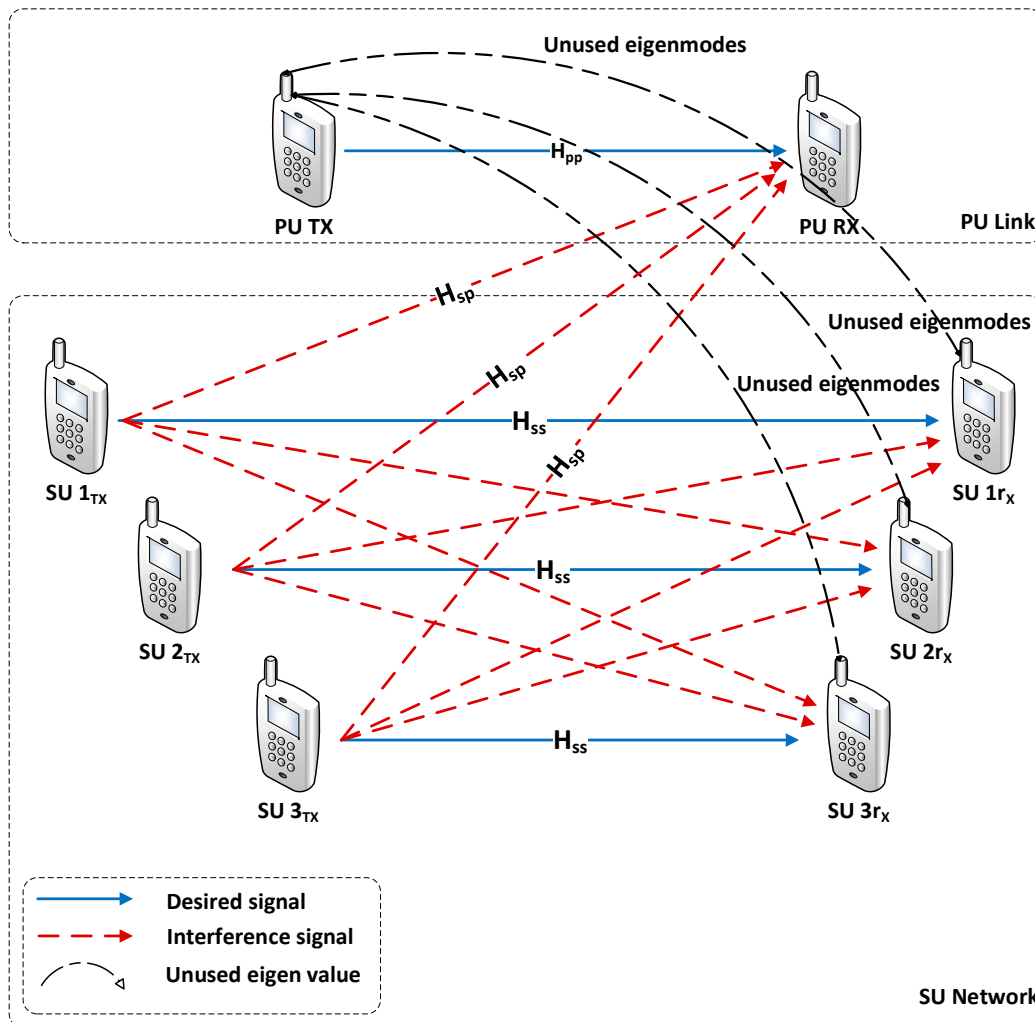 Unused eigenmodes
Hpp
PU TX
PU RX
PU Link
Hsp
Unused eigenmodes
Hsp
Unused eigenmodes
Hss
Hsp
SU 1TX
SU 1rX
Hss
SU 2TX
SU 2rX
Hss
SU 3TX
SU 3rX
Desired signal
Interference signal
Unused eigen value
SU Network